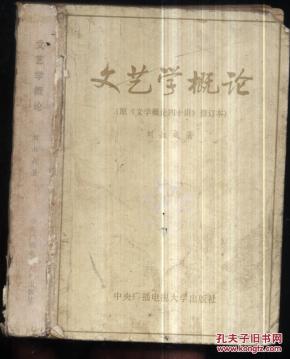 文艺学概论
(原《文学概论四十讲》修订本)
著
中央广播电视大学出版社
文艺学概论
孔夫子旧书网